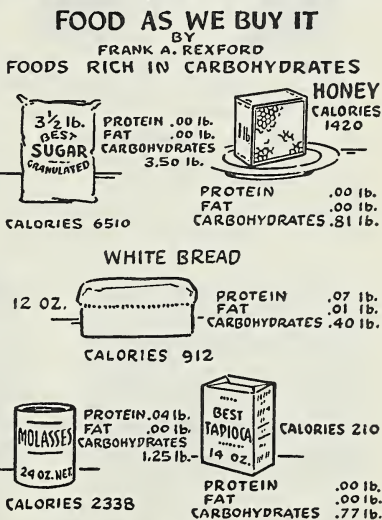 FOOD AS WE BUY IT
BY
FRANK A. REXFORD
FOODS RICH IN CARBOHYDRATES
3½ lb.
BEST
SUGAR
GRANULATED
PROTEIN .00 lb.
FAT .00 lb.
CARBOHYDRATES
3.50 lb.
CALORIES 6510
HONEY
CALORIES
1420
1 lb
PROTEIN .00 lb.
FAT .00 lb.
CARBOHYDRATES .81 lb.
WHITE BREAD
12 OZ.
PROTEIN .07 lb.
FAT .01 lb.
CARBOHYDRATES .40 lb.
CALORIES 912
MOLASSES
24 OZ. NET.
PROTEIN .04 lb.
FAT .00 lb.
CARBOHYDRATES
1.25 lb.
CALORIES 2338
BEST
TAPIOCA
14 OZ.
CALORIES 210
PROTEIN .00 lb.
FAT .00 lb.
CARBOHYDRATES .77 lb.